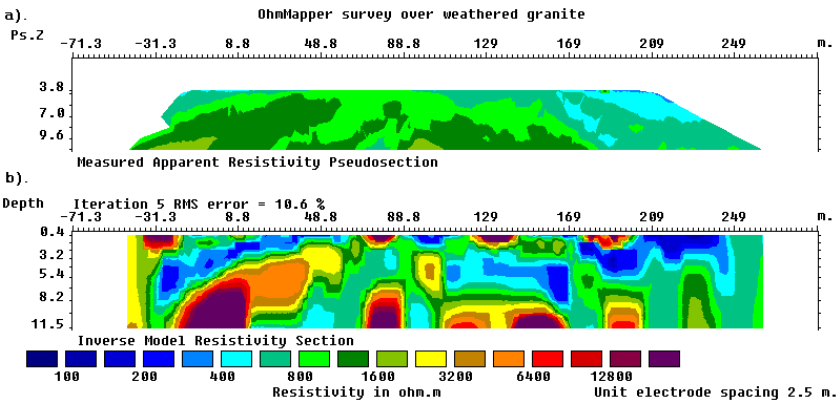 a).
OhmMapper survey over weathered granite
Ps.Z
-71.3 -31.3 8.8 48.8 88.8 129 169 209 249 m.
3.8
7.0
9.6
Measured Apparent Resistivity Pseudosection
b).
Depth Iteration 5 RMS error = 10.6 %
-71.3 -31.3 8.8 48.8 88.8 129 169 209 249 m.
0.4
3.2
5.4
8.2
11.5
Inverse Model Resistivity Section
100 200 400 800 1600 3200 6400 12800
Resistivity in ohm.m Unit electrode spacing 2.5 m.